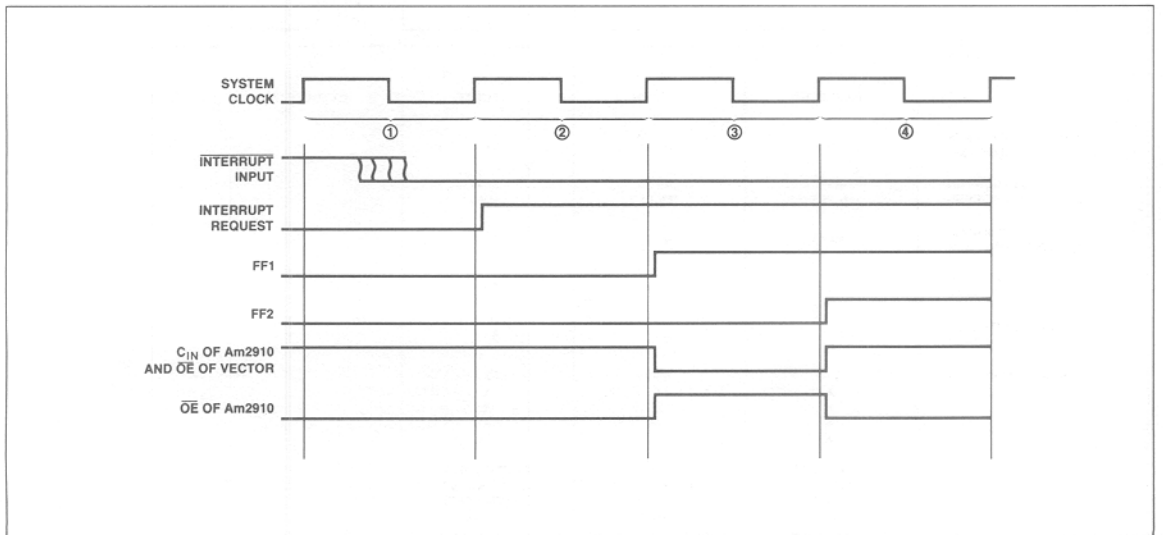 SYSTEM
CLOCK
① ② ③ ④
INTERRUPT
INPUT
INTERRUPT
REQUEST
FF1
FF2
C_IN OF Am2910
AND OE OF VECTOR
OE OF Am2910